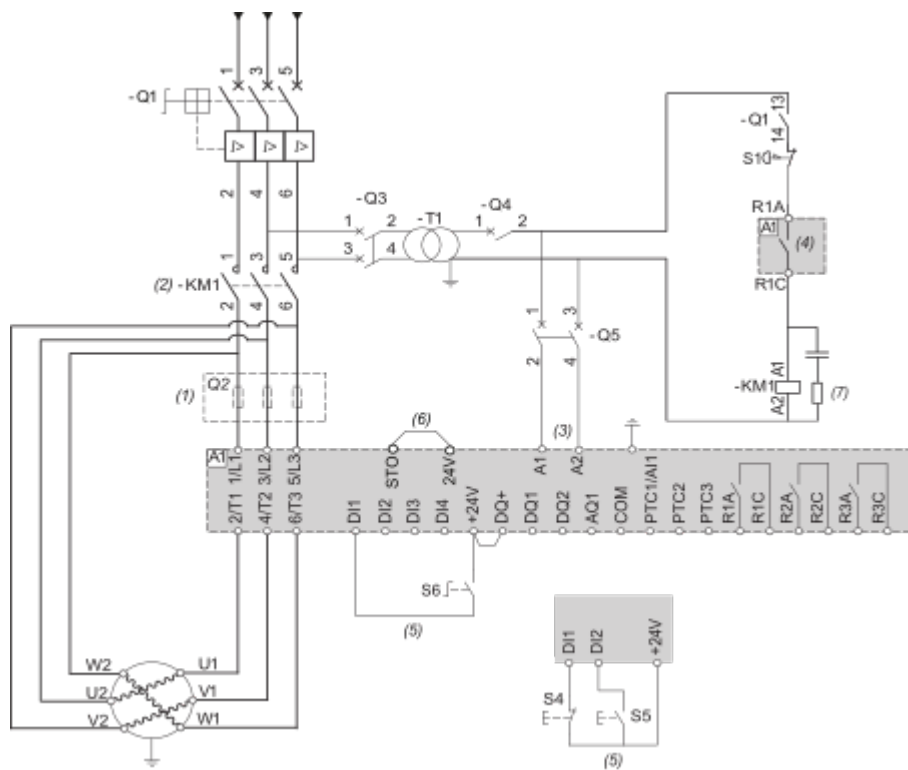 1 3 5
-Q1
I> I> I>
2 4 6
13
-Q1
14
S1
-Q3 -T1 -Q4
1 2 1 2
3 4
R1A
A1 (4)
R1C
1 3 5
(2) -KM1
2 4 6
1 3
-Q5
2 4
A1
-KM1
A2
(7)
(1) Q2
(6) (3)
A1 1/L1 3/L2 5/L3 STO 24V A1 A2
2/T1 4/T2 6/T3 DI1 DI2 DI3 DI4 +24V DQ+ DQ1 DQ2 AQ1 COM PTC1/AI1 PTC2 PTC3 R1A R1C R2A R2C R3A R3C
S6
(5)
DI1 DI2 +24V
W2 U1
U2 V1
V2 W1
S4 S5
(5)